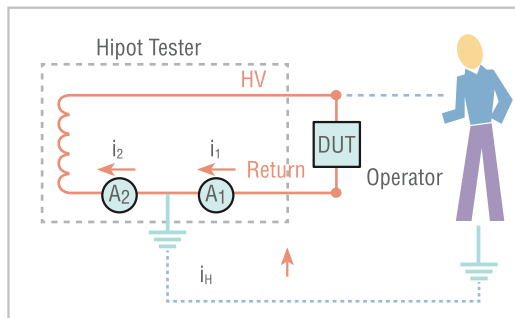 Hipot Tester
HV
i2
i1
DUT
Return
Operator
A2
A1
iH